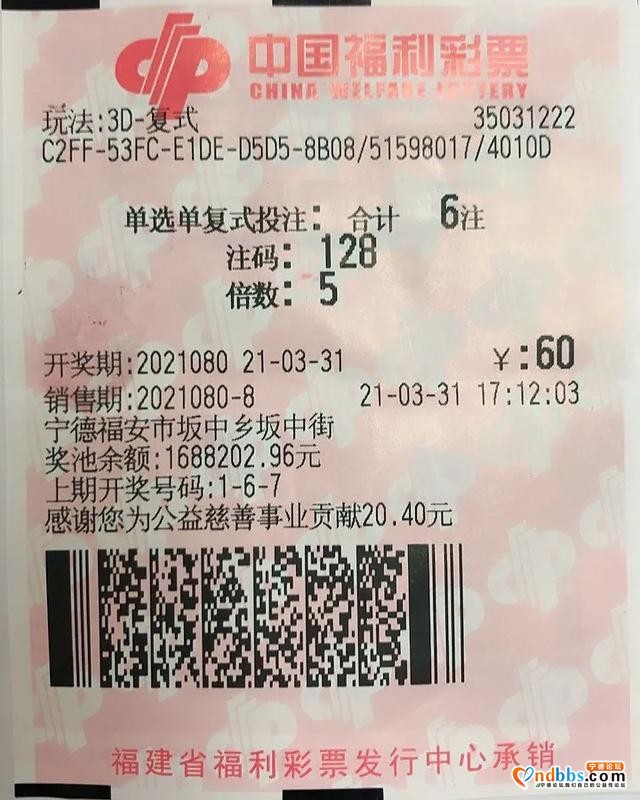 中国福利彩票
CHINA WELFARE LOTTERY
玩法:3D-复式 35031222
C2FF-53FC-E1DE-D5D5-8B08/51598017/4010D
单选单复式投注: 合计 6注
注码: 128
倍数: 5
开奖期:2021080 21-03-31 ¥:60
销售期:2021080-8 21-03-31 17:12:03
宁德福安市坂中乡坂中街
奖池余额:1688202.96元
上期开奖号码:1-6-7
感谢您为公益慈善事业贡献20.40元
福建省福利彩票发行中心承销
ndbbs.com
宁德论坛